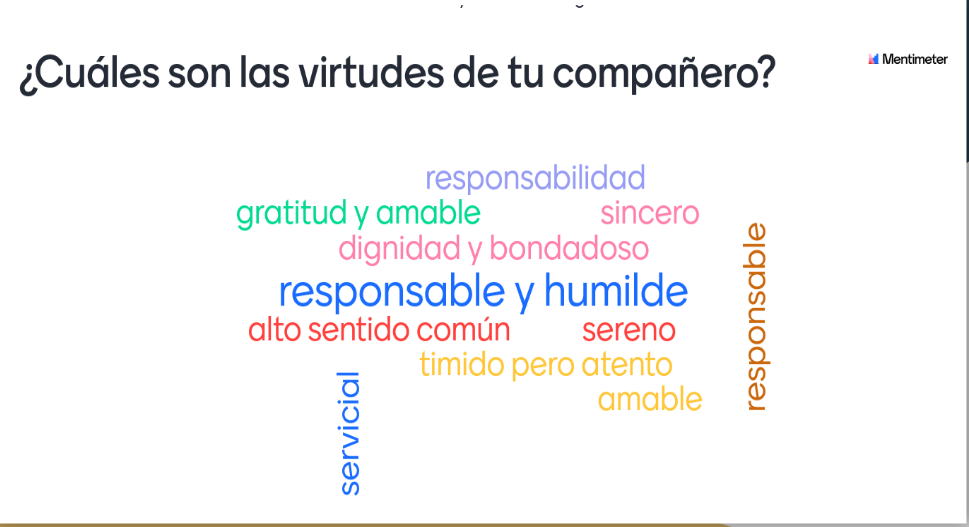 ¿Cuáles son las virtudes de tu compañero?
Mentimeter
responsabilidad
gratitud y amable
sincero
dignidad y bondadoso
responsable
responsable y humilde
alto sentido común
sereno
timido pero atento
amable
servicial